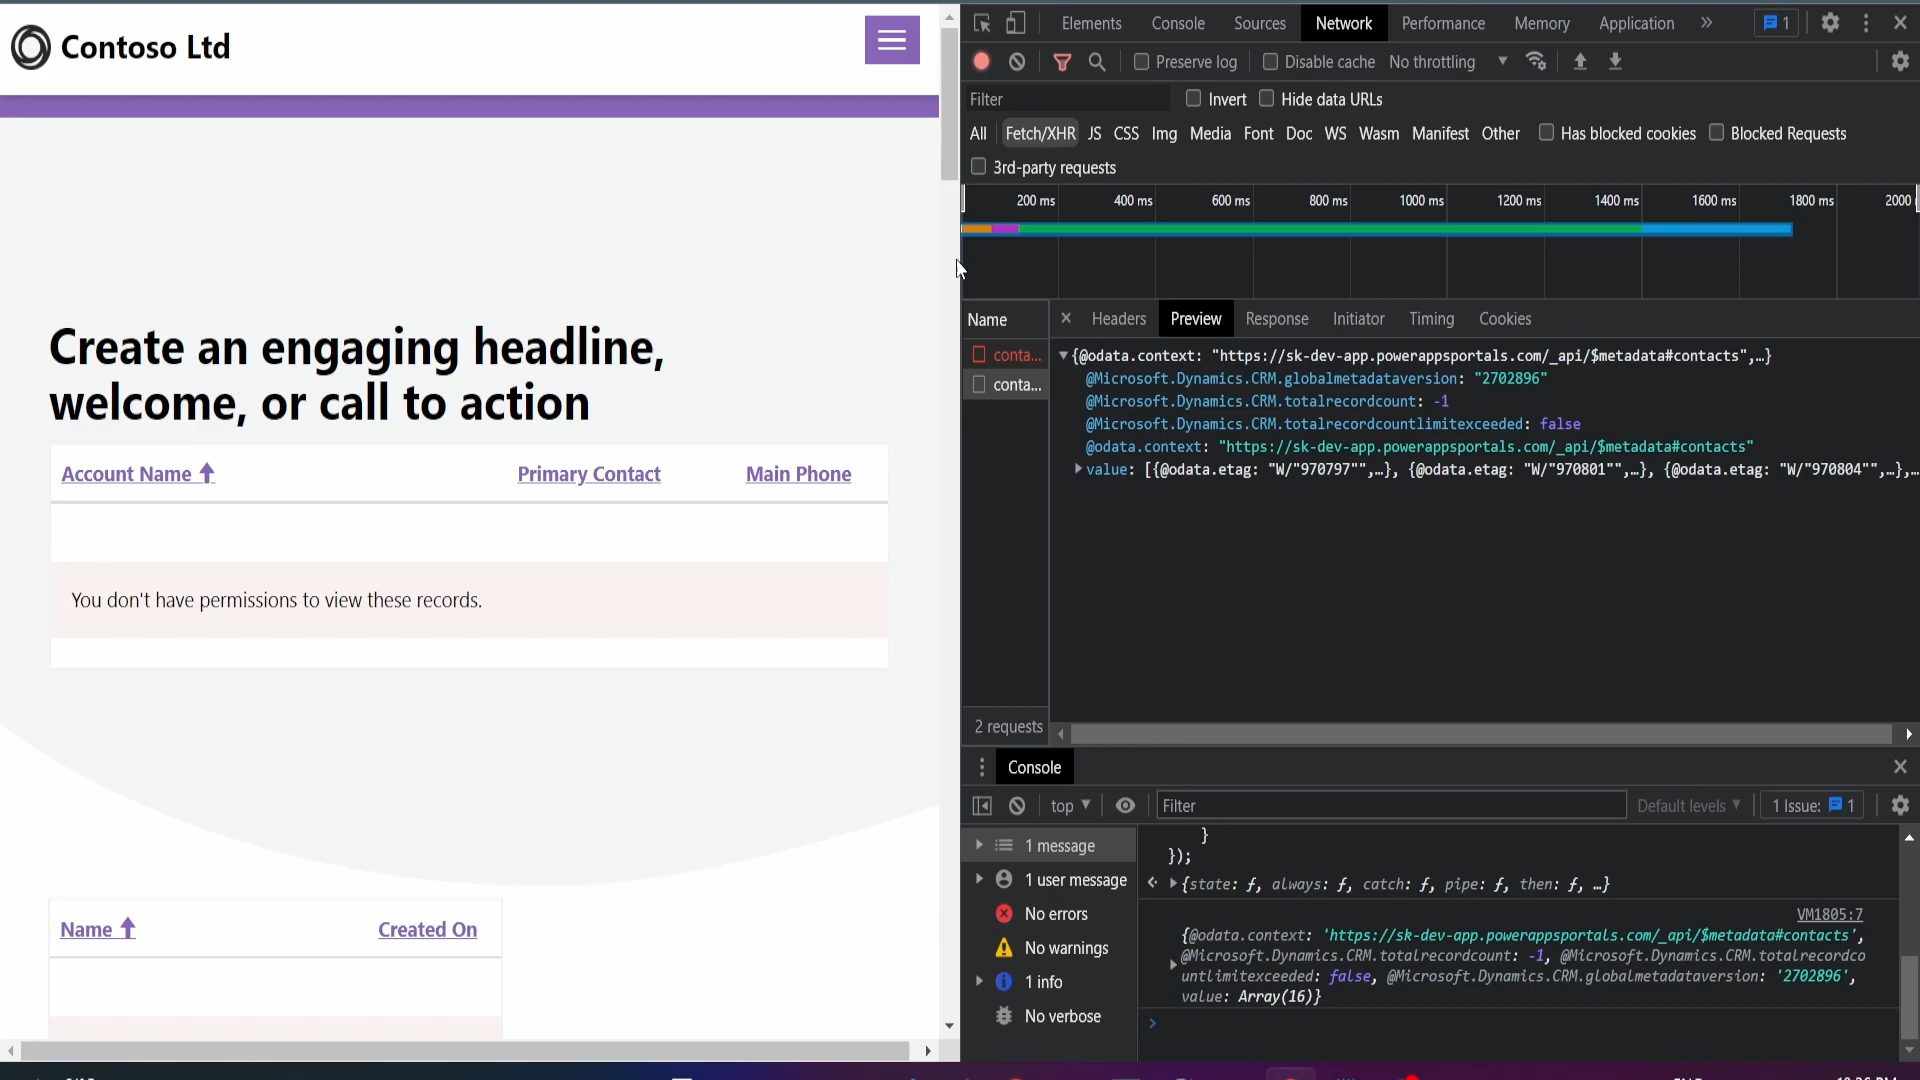 Contoso Ltd
Create an engaging headline,
welcome, or call to action
Account Name Primary Contact Main Phone
You don't have permissions to view these records.
Name Created On
Elements Console Sources Network Performance Memory Application » 1
Preserve log Disable cache No throttling
Filter Invert Hide data URLs
All Fetch/XHR JS CSS Img Media Font Doc WS Wasm Manifest Other Has blocked cookies Blocked Requests
3rd-party requests
200 ms 400 ms 600 ms 800 ms 1000 ms 1200 ms 1400 ms 1600 ms 1800 ms 2000
Name × Headers Preview Response Initiator Timing Cookies
conta...
conta...
{@odata.context: "https://sk-dev-app.powerappsportals.com/_api/$metadata#contacts",…}
@Microsoft.Dynamics.CRM.globalmetadataversion: "2702896"
@Microsoft.Dynamics.CRM.totalrecordcount: -1
@Microsoft.Dynamics.CRM.totalrecordcountlimitexceeded: false
@odata.context: "https://sk-dev-app.powerappsportals.com/_api/$metadata#contacts"
value: [{@odata.etag: "W/"970797"",…}, {@odata.etag: "W/"970801"",…}, {@odata.etag: "W/"970804"",…},…
2 requests
Console
top Filter Default levels 1 Issue: 1
1 message
1 user message
No errors
No warnings
1 info
No verbose
}
});
{state: ƒ, always: ƒ, catch: ƒ, pipe: ƒ, then: ƒ, …}
VM1805:7
{@odata.context: 'https://sk-dev-app.powerappsportals.com/_api/$metadata#contacts',
@Microsoft.Dynamics.CRM.totalrecordcount: -1, @Microsoft.Dynamics.CRM.totalrecordco
untlimitexceeded: false, @Microsoft.Dynamics.CRM.globalmetadataversion: '2702896',
value: Array(16)}